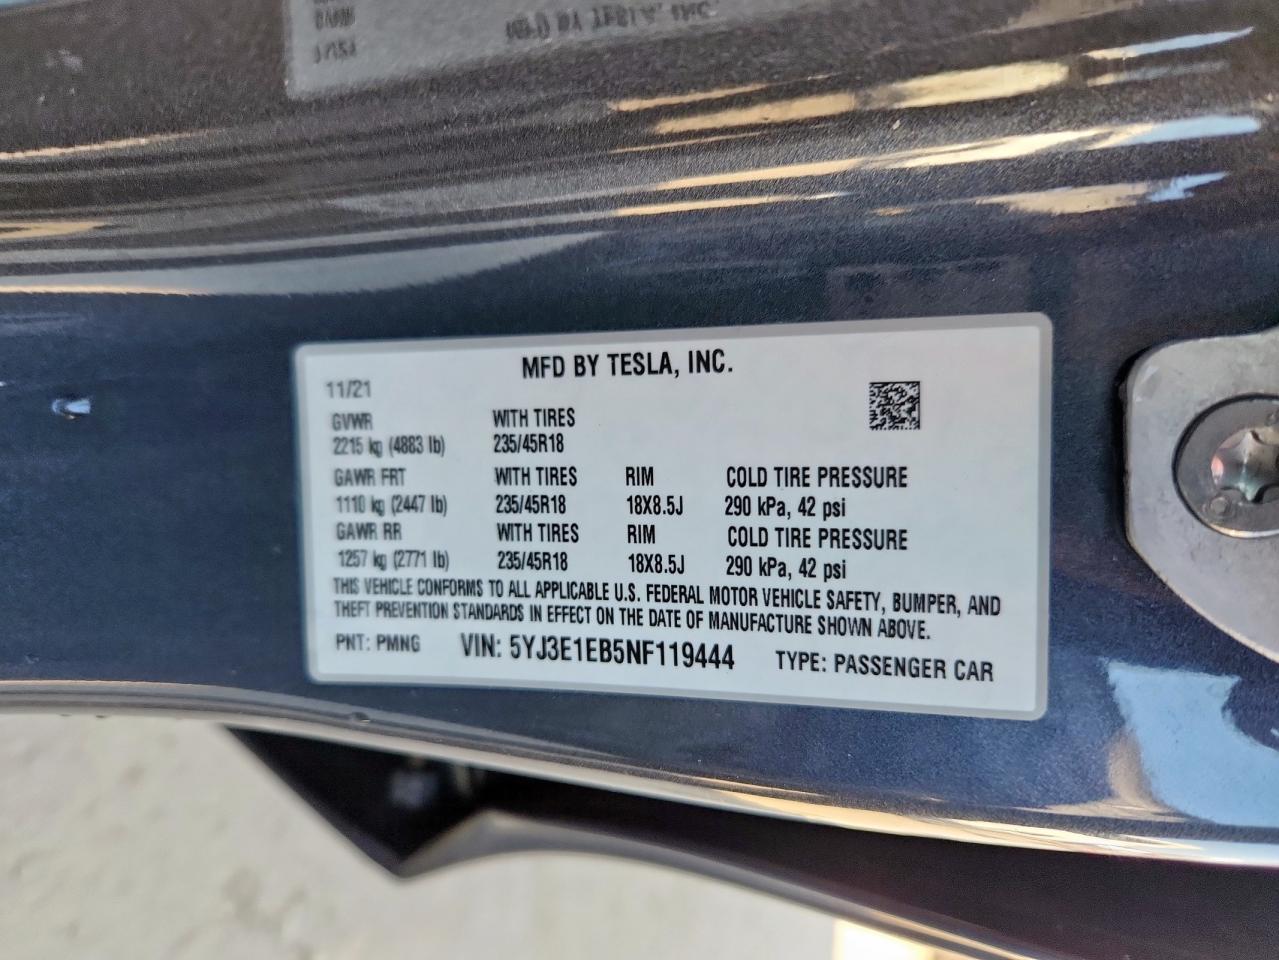 MFD BY TESLA, INC.
11/21
GVWR WITH TIRES
2215 kg (4883 lb) 235/45R18
GAWR FRT WITH TIRES RIM COLD TIRE PRESSURE
1110 kg (2447 lb) 235/45R18 18X8.5J 290 kPa, 42 psi
GAWR RR WITH TIRES RIM COLD TIRE PRESSURE
1257 kg (2771 lb) 235/45R18 18X8.5J 290 kPa, 42 psi
THIS VEHICLE CONFORMS TO ALL APPLICABLE U.S. FEDERAL MOTOR VEHICLE SAFETY, BUMPER, AND
THEFT PREVENTION STANDARDS IN EFFECT ON THE DATE OF MANUFACTURE SHOWN ABOVE.
PNT: PMNG VIN: 5YJ3E1EB5NF119444 TYPE: PASSENGER CAR